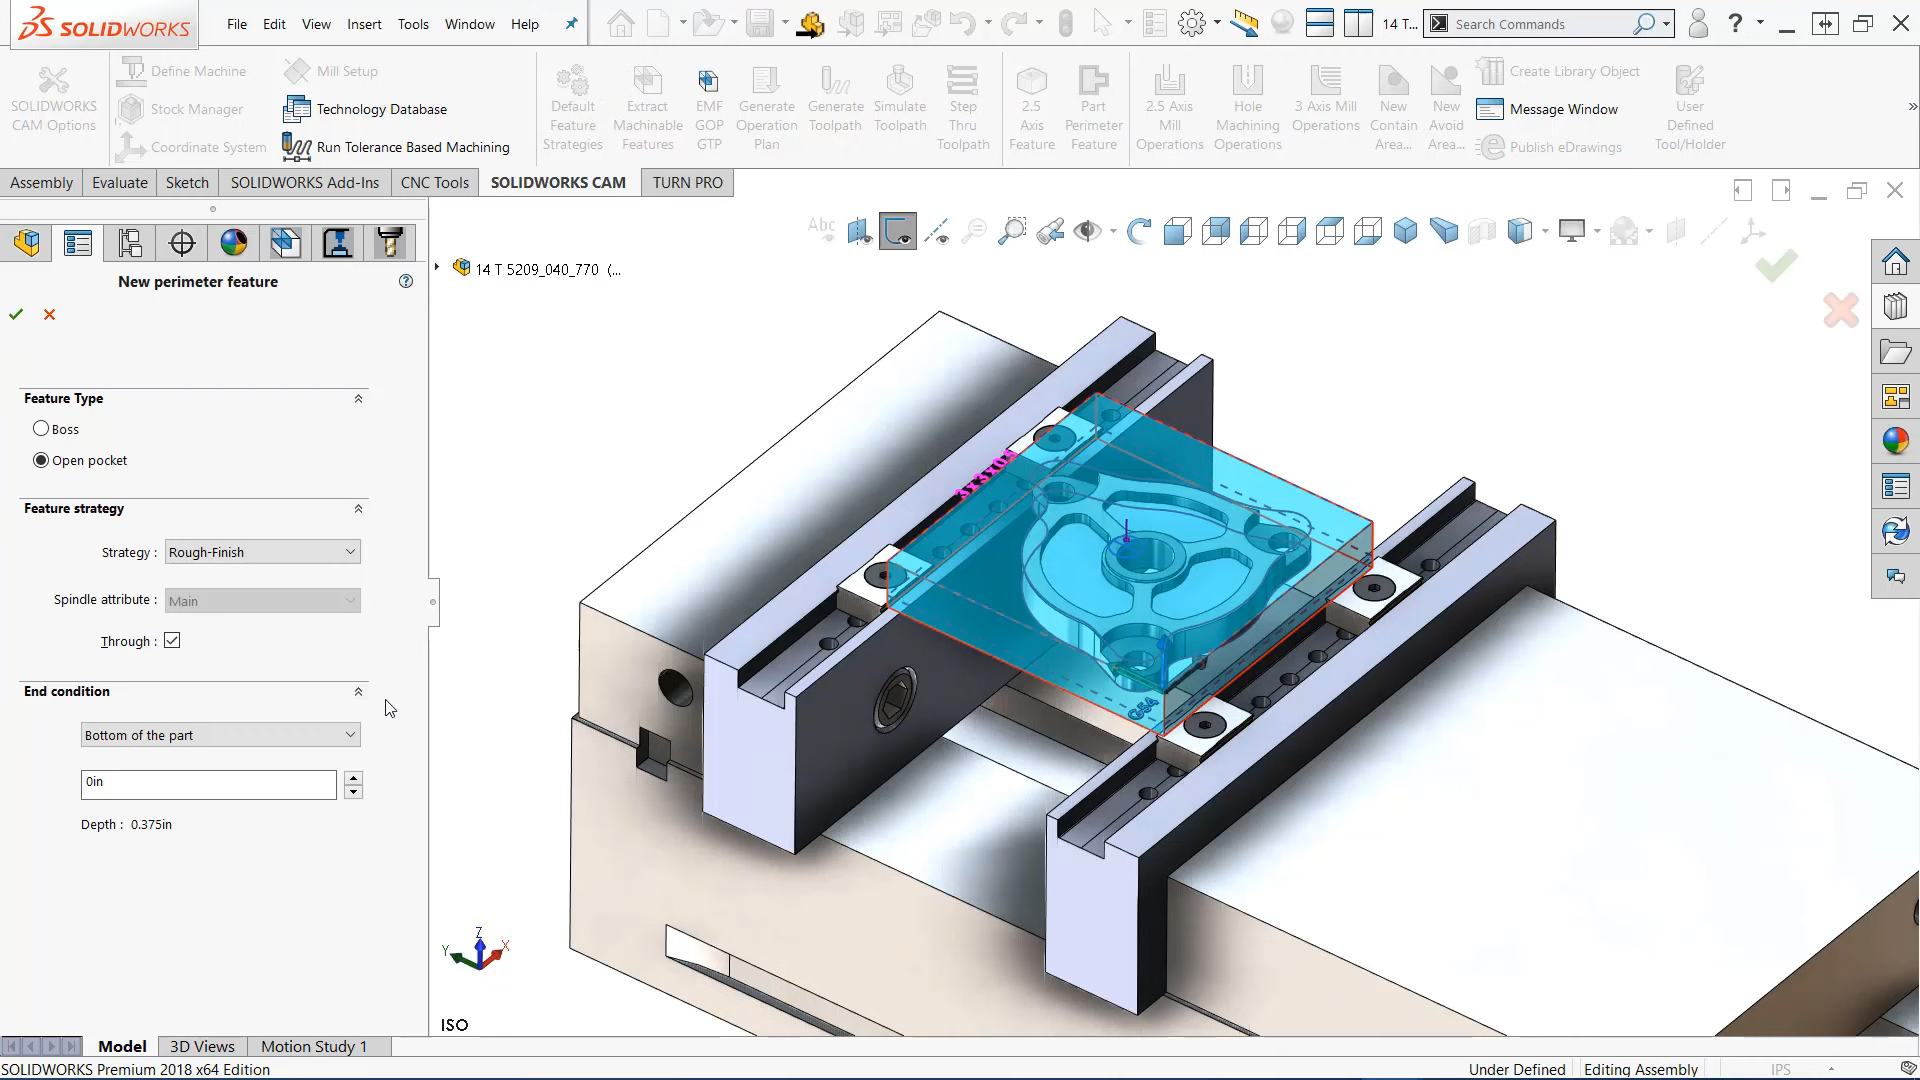 SOLIDWORKS
File Edit View Insert Tools Window Help
14 T...
Search Commands
?
SOLIDWORKS
CAM Options
Define Machine
Stock Manager
Coordinate System
Mill Setup
Technology Database
Run Tolerance Based Machining
Default
Feature
Strategies
Extract
Machinable
Features
EMF
GOP
GTP
Generate
Operation
Plan
Generate
Toolpath
Simulate
Toolpath
Step
Thru
Toolpath
2.5
Axis
Feature
Part
Perimeter
Feature
2.5 Axis
Mill
Operations
Hole
Machining
Operations
3 Axis Mill
Operations
New
Contain
Area...
New
Avoid
Area...
Create Library Object
Message Window
Publish eDrawings
User
Defined
Tool/Holder
Assembly Evaluate Sketch SOLIDWORKS Add-Ins CNC Tools SOLIDWORKS CAM TURN PRO
Abc
14 T 5209_040_770 (...
New perimeter feature
Feature Type
Boss
Open pocket
Feature strategy
Strategy : Rough-Finish
Spindle attribute : Main
Through :
End condition
Bottom of the part
0in
Depth : 0.375in
G54
Z
Y
X
ISO
Model 3D Views Motion Study 1
SOLIDWORKS Premium 2018 x64 Edition
Under Defined Editing Assembly IPS